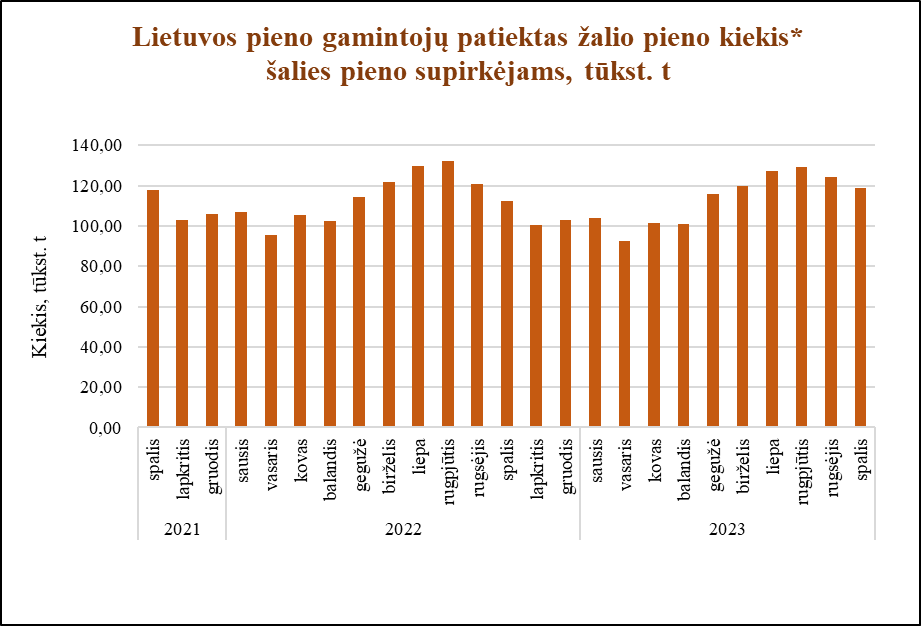 Lietuvos pieno gamintojų patiektas žalio pieno kiekis*
šalies pieno supirkėjams, tūkst. t
Kiekis, tūkst. t
140,00
120,00
100,00
80,00
60,00
40,00
20,00
0,00
spalis
lapkritis
gruodis
sausis
vasaris
kovas
balandis
gegužė
birželis
liepa
rugpjūtis
rugsėjis
spalis
lapkritis
gruodis
sausis
vasaris
kovas
balandis
gegužė
birželis
liepa
rugpjūtis
rugsėjis
spalis
2021
2022
2023